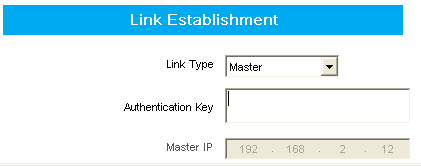 Link Establishment
Link Type Master
Authentication Key
Master IP 192 . 168 . 2 . 12